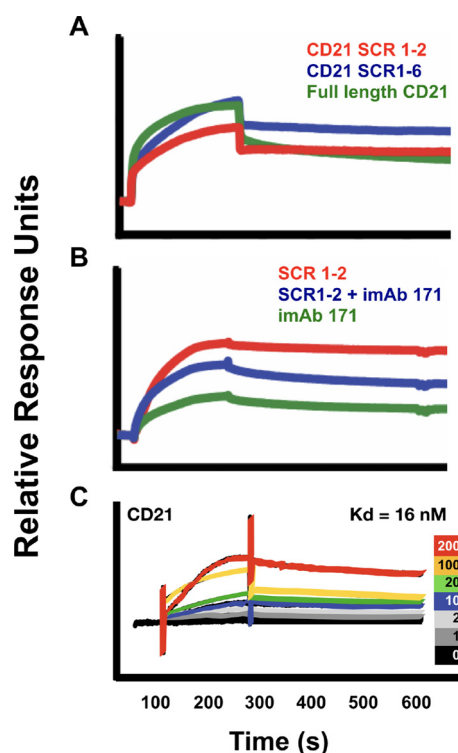 A
CD21 SCR 1-2
CD21 SCR1-6
Full length CD21
Relative Response Units
B
SCR 1-2
SCR1-2 + imAb 171
imAb 171
C
CD21
Kd = 16 nM
200
100
20
10
2
1
0
100 200 300 400 500 600
Time (s)